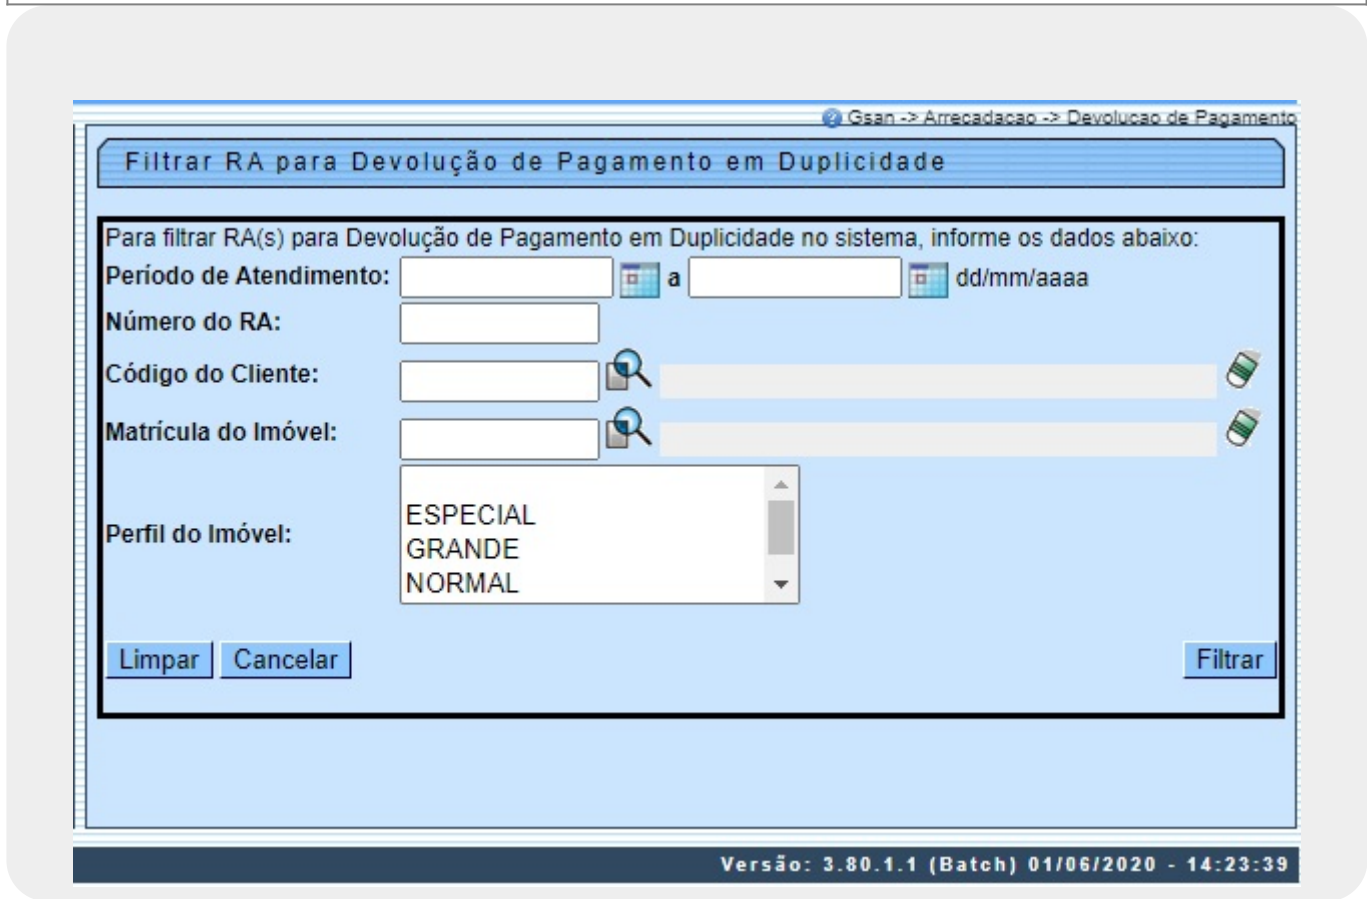 Gsan -> Arrecadacao -> Devolucao de Pagamento
Filtrar RA para Devolução de Pagamento em Duplicidade
Para filtrar RA(s) para Devolução de Pagamento em Duplicidade no sistema, informe os dados abaixo:
Período de Atendimento: a dd/mm/aaaa
Número do RA:
Código do Cliente:
Matrícula do Imóvel:
Perfil do Imóvel:
ESPECIAL
GRANDE
NORMAL
Limpar Cancelar Filtrar
Versão: 3.80.1.1 (Batch) 01/06/2020 - 14:23:39